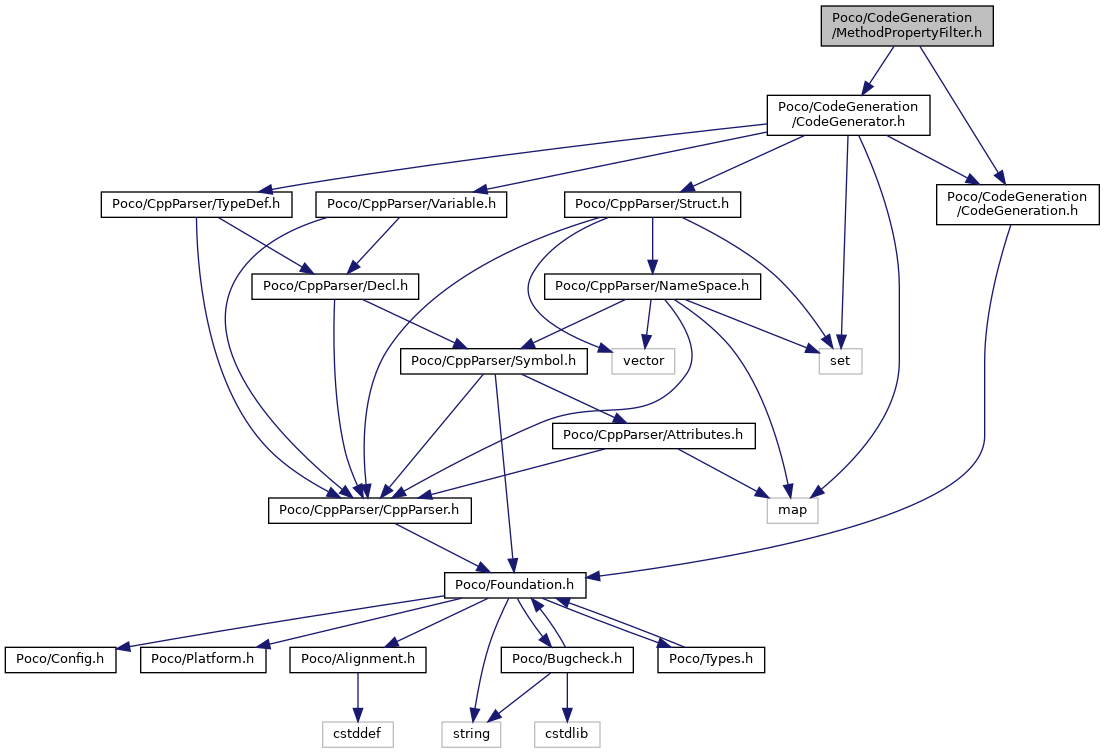 Poco/CodeGeneration
/MethodPropertyFilter.h
Poco/CodeGeneration
/CodeGenerator.h
Poco/CppParser/TypeDef.h
Poco/CppParser/Variable.h
Poco/CppParser/Struct.h
Poco/CodeGeneration
/CodeGeneration.h
Poco/CppParser/Decl.h
Poco/CppParser/NameSpace.h
Poco/CppParser/Symbol.h
vector
set
Poco/CppParser/Attributes.h
Poco/CppParser/CppParser.h
map
Poco/Foundation.h
Poco/Config.h
Poco/Platform.h
Poco/Alignment.h
Poco/Bugcheck.h
Poco/Types.h
cstddef
string
cstdlib